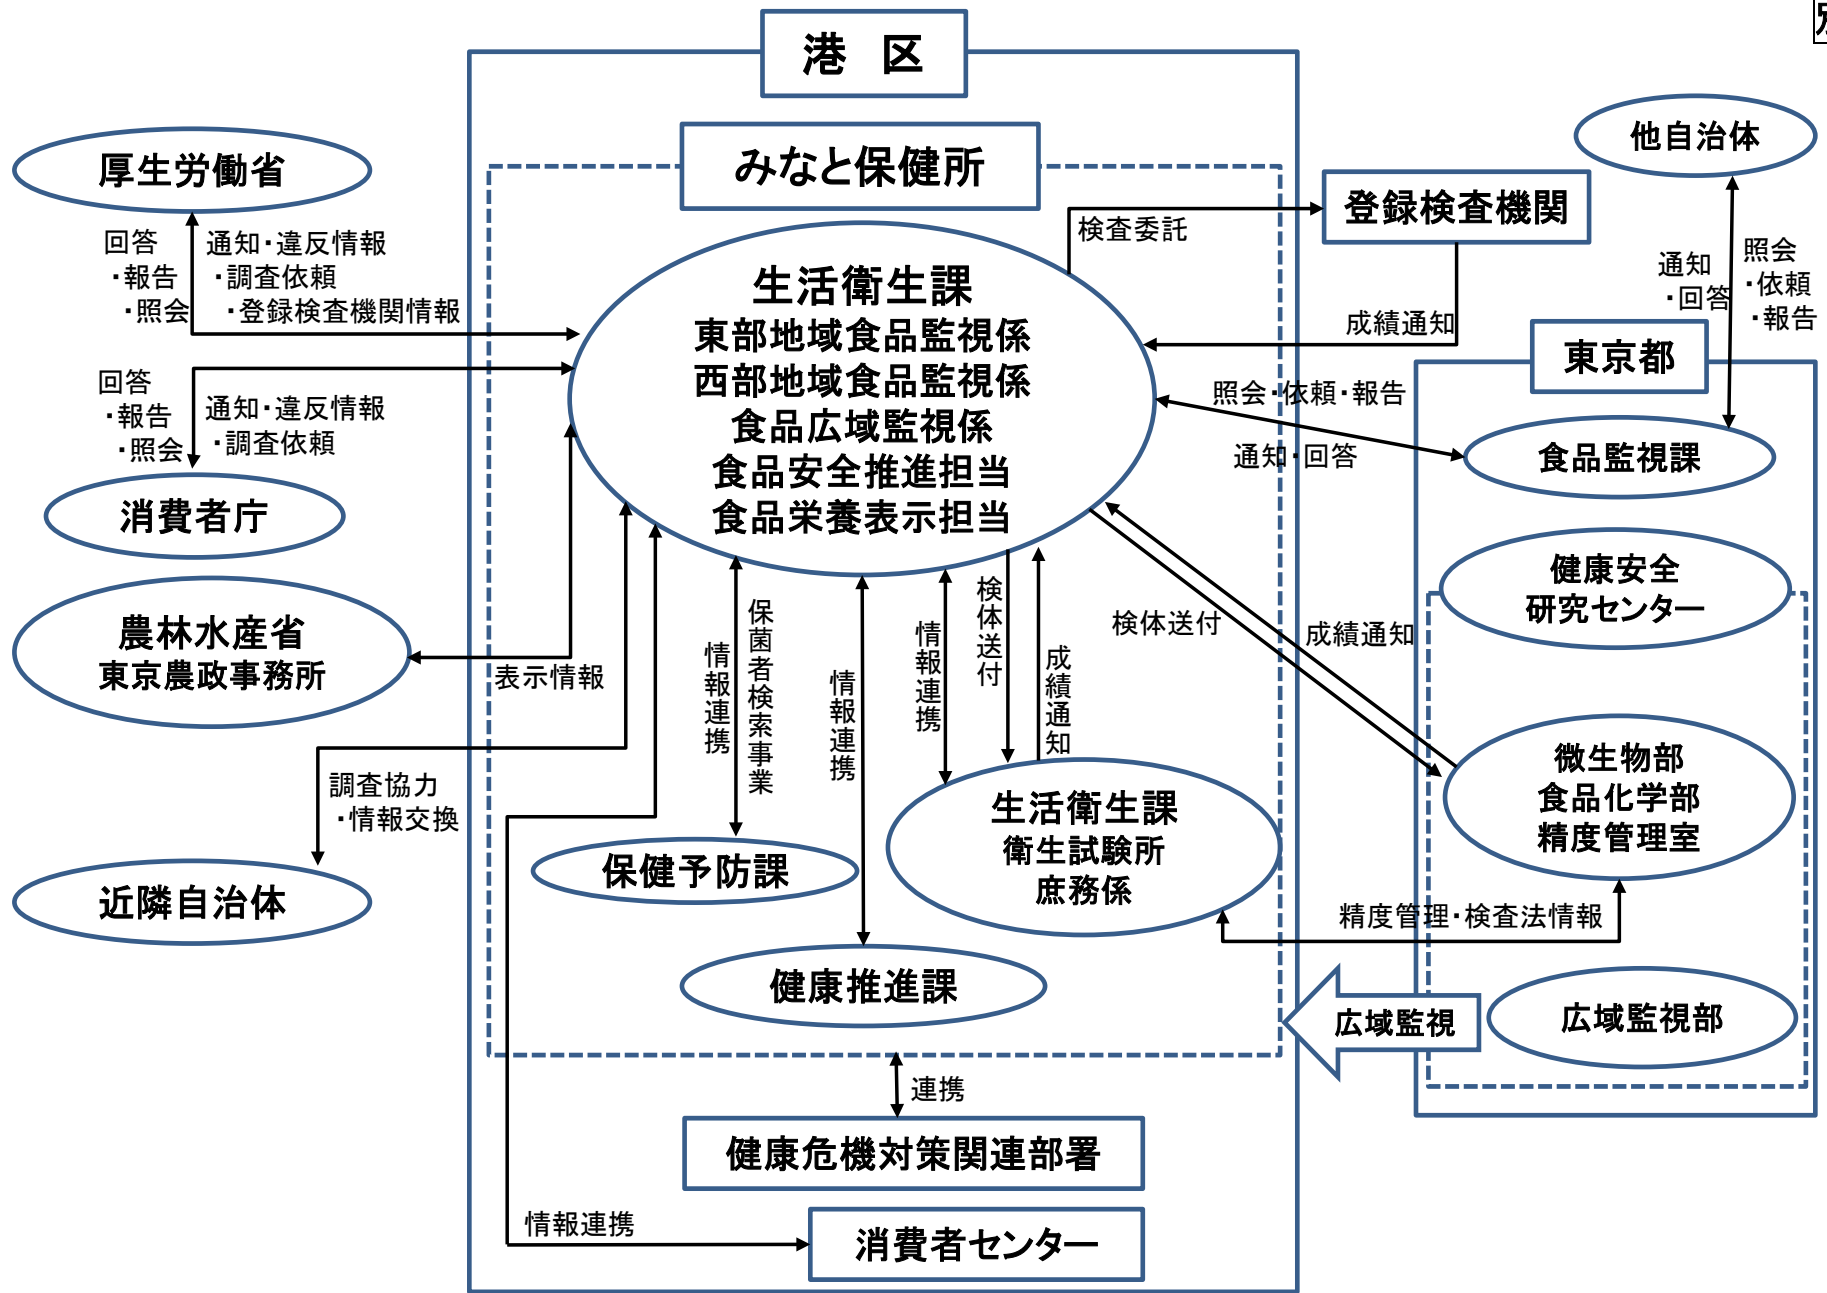 港 区
みなと保健所
厚生労働省
回答
・報告
・照会
通知・違反情報
・調査依頼
・登録検査機関情報
回答
・報告
・照会
通知・違反情報
・調査依頼
消費者庁
農林水産省
東京農政事務所
表示情報
調査協力
・情報交換
近隣自治体
生活衛生課
東部地域食品監視係
西部地域食品監視係
食品広域監視係
食品安全推進担当
食品栄養表示担当
情報連携
保菌者検索事業
情報連携
情報連携
検体送付
成績通知
保健予防課
健康推進課
生活衛生課
衛生試験所
庶務係
連携
健康危機対策関連部署
情報連携
消費者センター
検査委託
登録検査機関
成績通知
他自治体
通知
・回答
照会
・依頼
・報告
東京都
照会・依頼・報告
通知・回答
食品監視課
健康安全
研究センター
検体送付
成績通知
微生物部
食品化学部
精度管理室
精度管理・検査法情報
広域監視
広域監視部